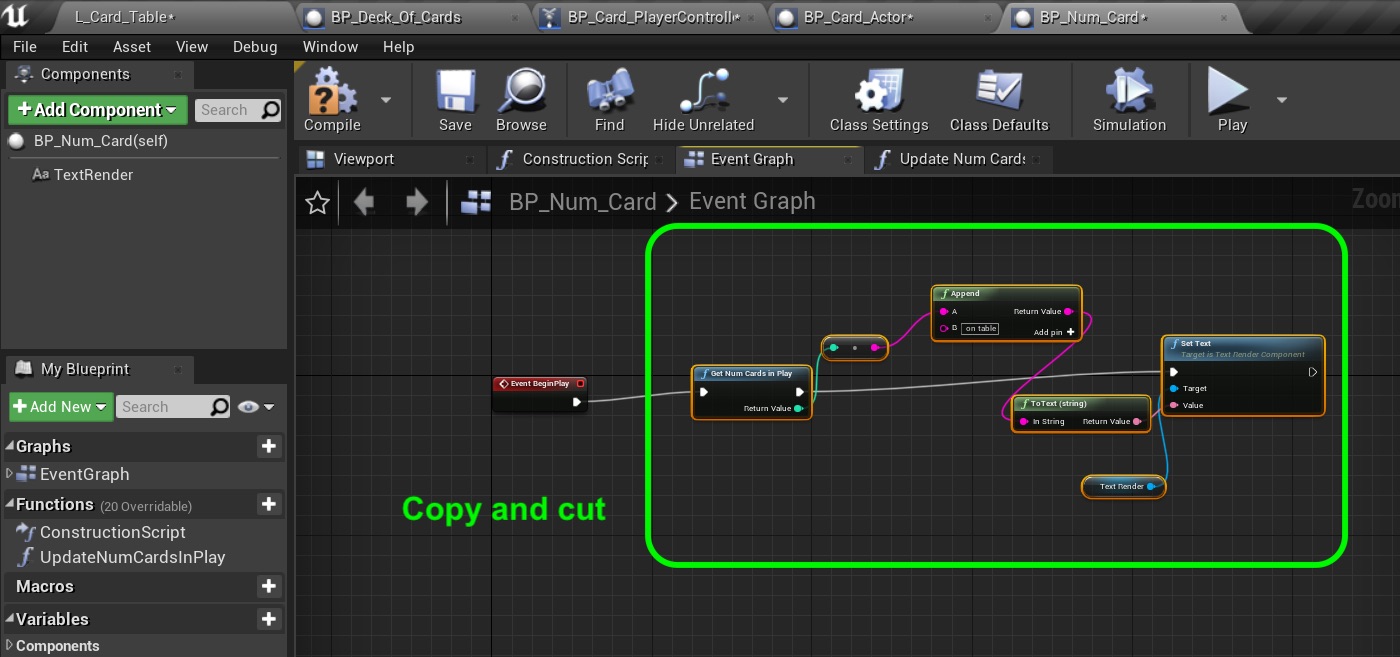 L_Card_Table*
BP_Deck_Of_Cards
BP_Card_PlayerControll*
BP_Card_Actor*
BP_Num_Card*
File Edit Asset View Debug Window Help
Components
Add Component
Search
BP_Num_Card(self)
Aa TextRender
Compile
Save
Browse
Find
Hide Unrelated
Class Settings
Class Defaults
Simulation
Play
Viewport
Construction Scrip
Event Graph
Update Num Cards
BP_Num_Card > Event Graph
Zoo
Event BeginPlay
f Get Num Cards in Play
Return Value
f Append
A
Return Value
B on table
Add pin +
f ToText (string)
In String
Return Value
f Set Text
Target is Text Render Component
Target
Value
Text Render
Copy and cut
My Blueprint
Add New
Search
Graphs
EventGraph
Functions (20 Overridable)
ConstructionScript
UpdateNumCardsInPlay
Macros
Variables
Components